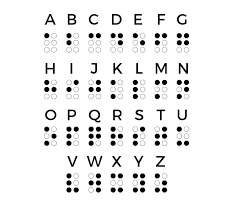 A B C D E F G
H I J K L M N
O P Q R S T U
V W X Y Z